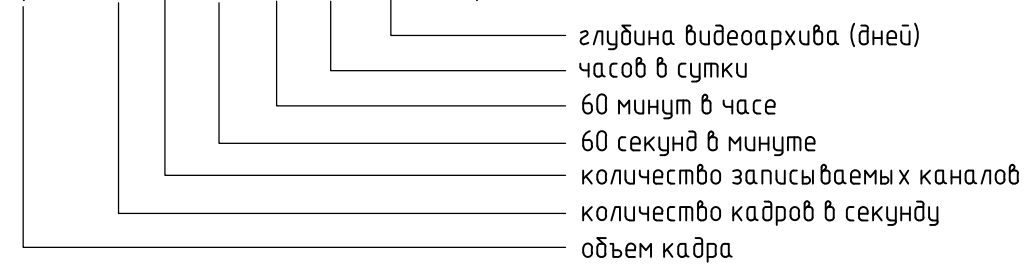 глубина видеоархива (дней)
часов в сутки
60 минут в часе
60 секунд в минуте
количество записываемых каналов
количество кадров в секунду
объем кадра